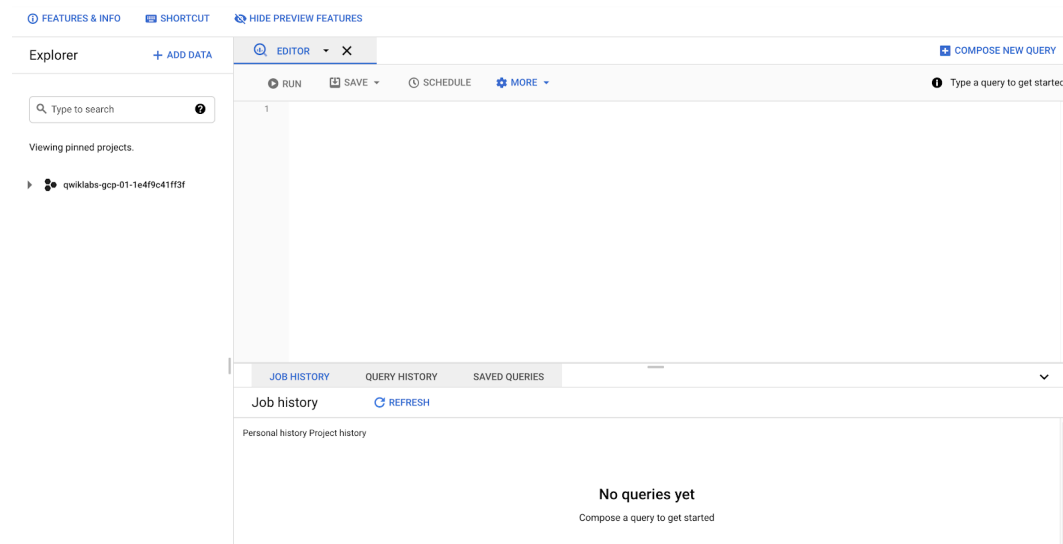 FEATURES & INFO SHORTCUT HIDE PREVIEW FEATURES
Explorer + ADD DATA
EDITOR
COMPOSE NEW QUERY
RUN SAVE SCHEDULE MORE
Type a query to get started
Type to search
1
Viewing pinned projects.
qwiklabs-gcp-01-1e4f9c41ff3f
JOB HISTORY QUERY HISTORY SAVED QUERIES
Job history REFRESH
Personal history Project history
No queries yet
Compose a query to get started